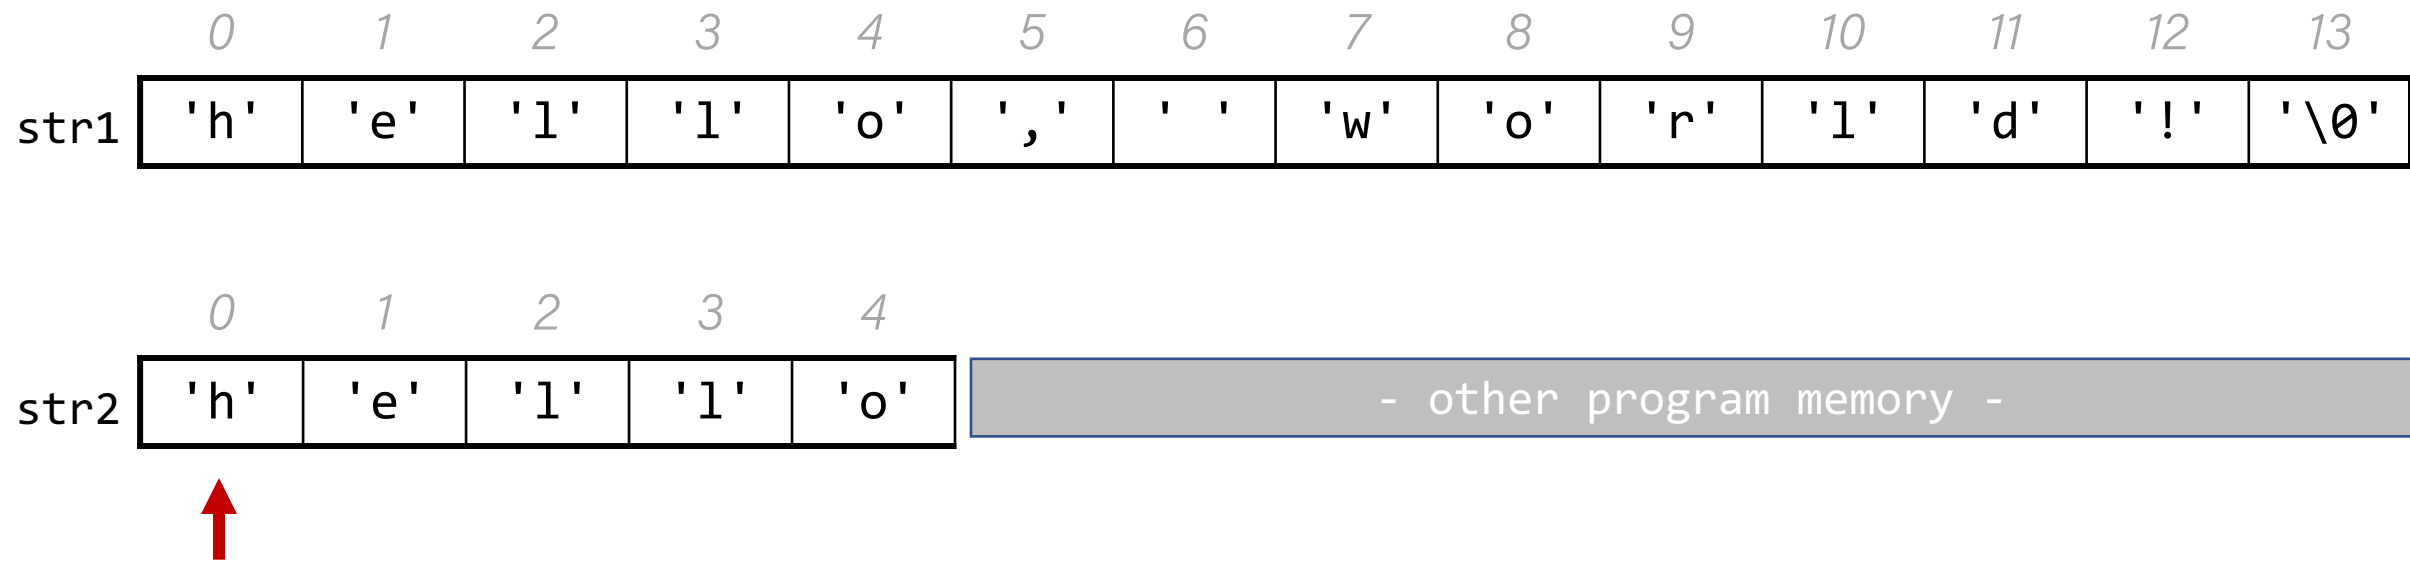 0 1 2 3 4 5 6 7 8 9 10 11 12 13
str1 'h' 'e' 'l' 'l' 'o' ',' ' ' 'w' 'o' 'r' 'l' 'd' '!' '\0'
0 1 2 3 4
str2 'h' 'e' 'l' 'l' 'o' - other program memory -